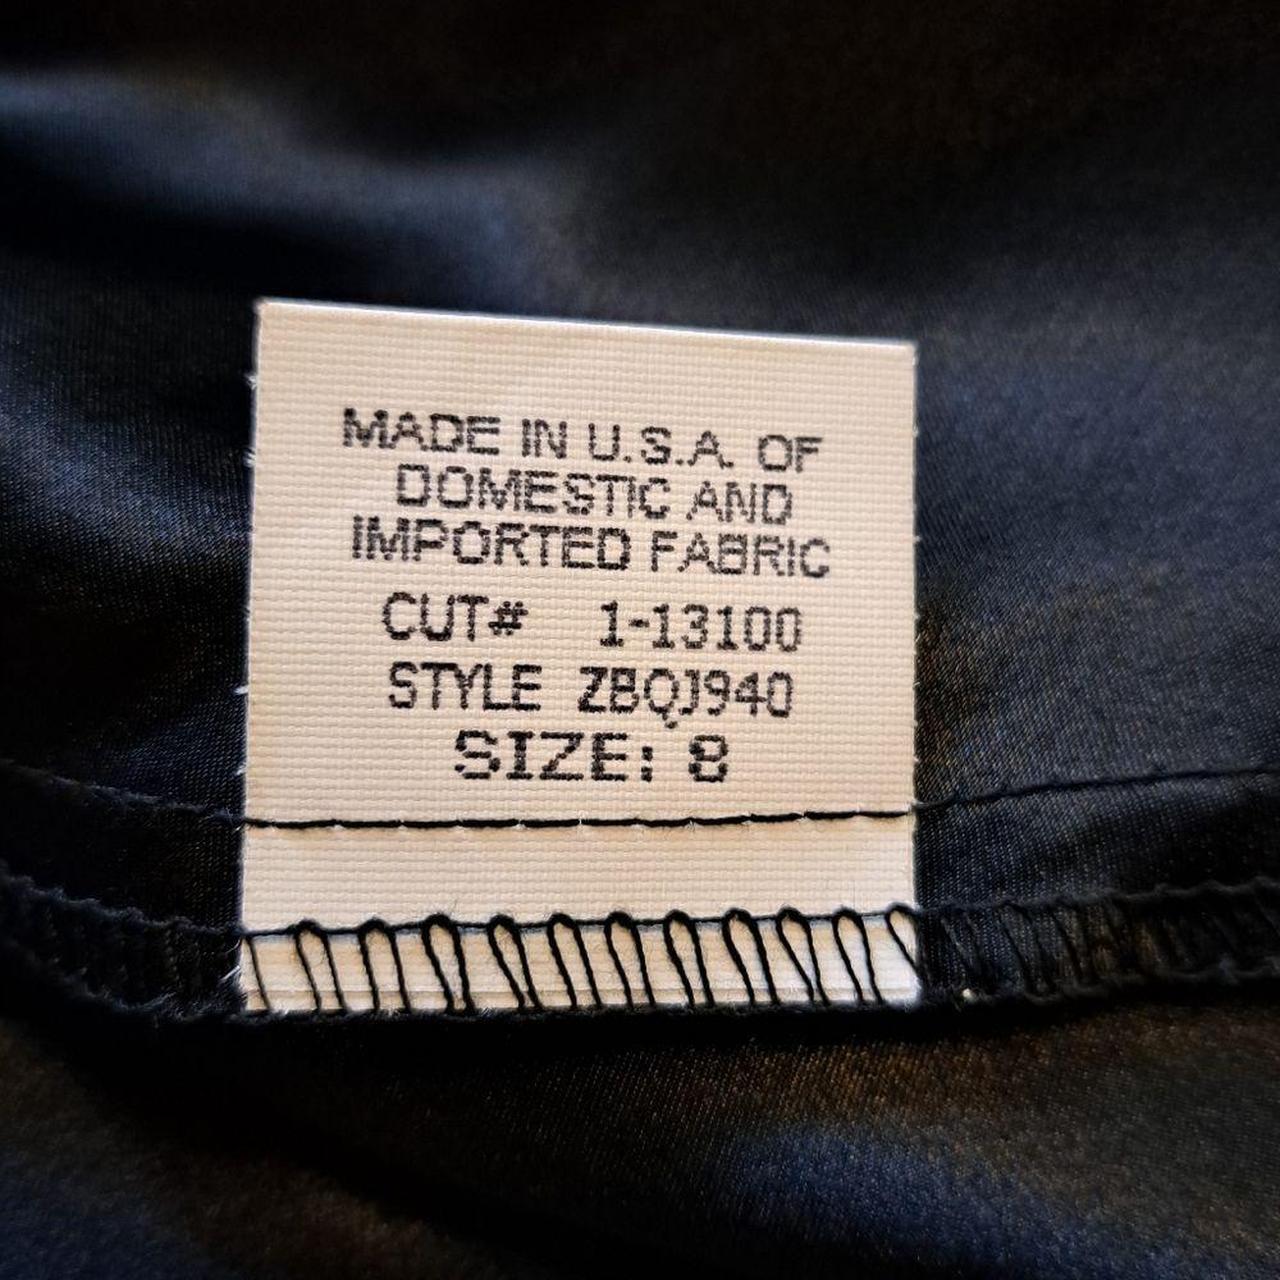 MADE IN U.S.A. OF
DOMESTIC AND
IMPORTED FABRIC
CUT# 1-13100
STYLE ZBQJ940
SIZE: 8